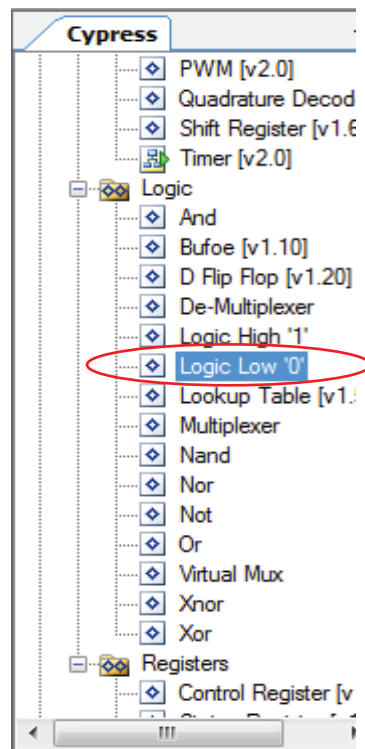 Cypress
PWM [v2.0]
Quadrature Decod
Shift Register [v1.6
Timer [v2.0]
Logic
And
Bufoe [v1.10]
D Flip Flop [v1.20]
De-Multiplexer
Logic High '1'
Logic Low '0'
Lookup Table [v1.
Multiplexer
Nand
Nor
Not
Or
Virtual Mux
Xnor
Xor
Registers
Control Register [v